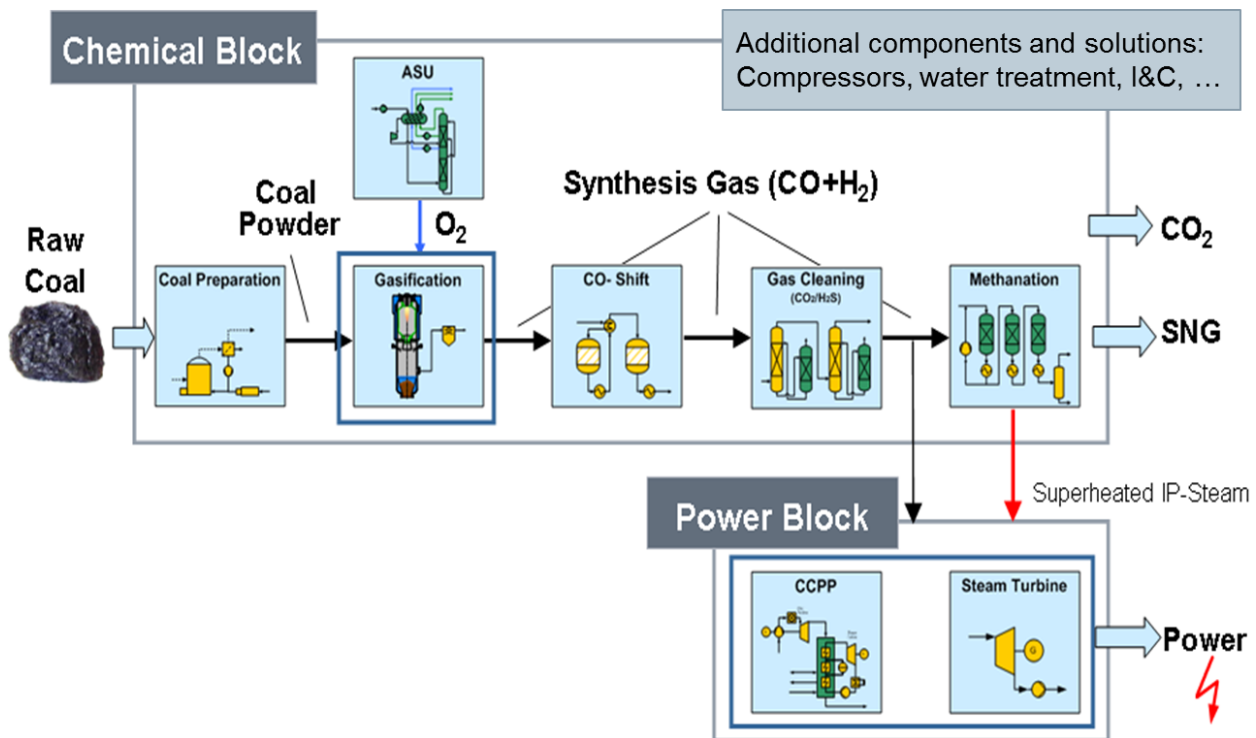 Chemical Block
Additional components and solutions:
Compressors, water treatment, I&C, …
ASU
Synthesis Gas (CO+H₂)
Coal
Powder
O₂
Raw
Coal
CO₂
Coal Preparation
Gasification
CO- Shift
Gas Cleaning
(CO₂/H₂S)
Methanation
SNG
Superheated IP-Steam
Power Block
CCPP
Steam Turbine
G
Power